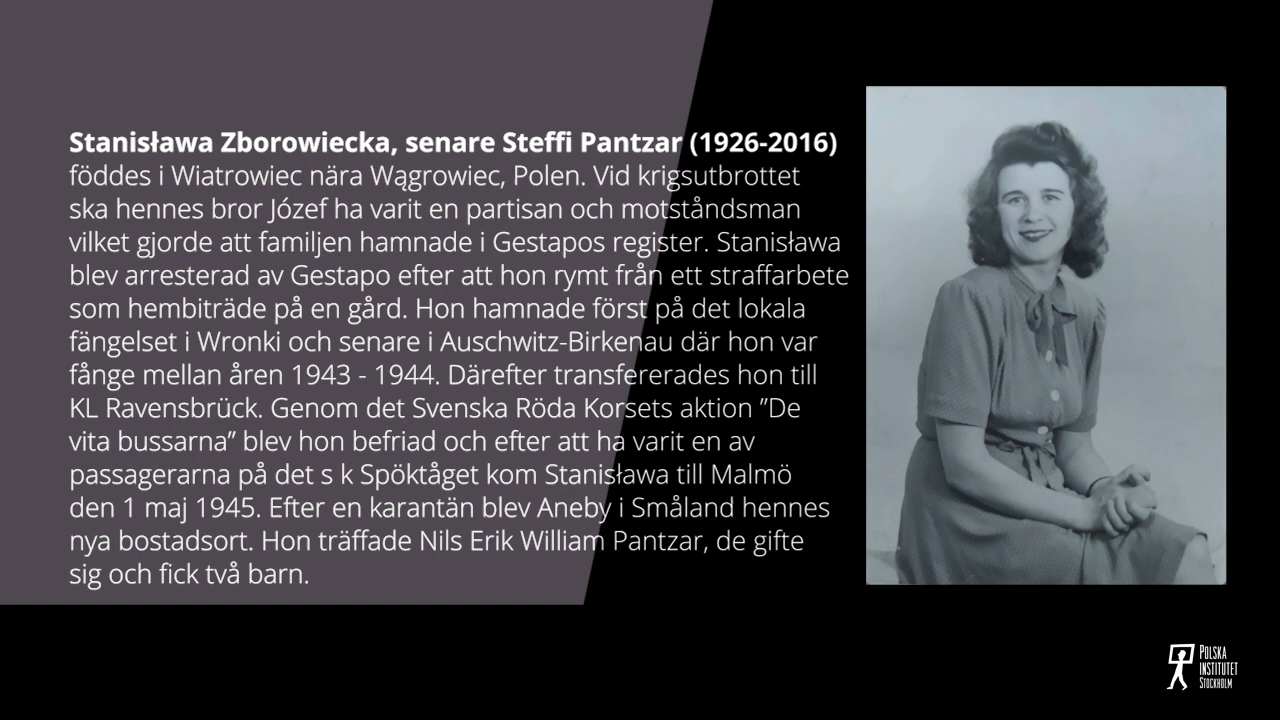 Stanisława Zborowiecka, senare Steffi Pantzar (1926-2016)
föddes i Wiatrowiec nära Wągrowiec, Polen. Vid krigsutbrottet
ska hennes bror Józef ha varit en partisan och motståndsman
vilket gjorde att familjen hamnade i Gestapos register. Stanisława
blev arresterad av Gestapo efter att hon rymt från ett straffarbete
som hembiträde på en gård. Hon hamnade först på det lokala
fängelset i Wronki och senare i Auschwitz-Birkenau där hon var
fånge mellan åren 1943 - 1944. Därefter transfererades hon till
KL Ravensbrück. Genom det Svenska Röda Korsets aktion ”De
vita bussarna” blev hon befriad och efter att ha varit en av
passagerarna på det s k Spöktåget kom Stanisława till Malmö
den 1 maj 1945. Efter en karantän blev Aneby i Småland hennes
nya bostadsort. Hon träffade Nils Erik William Pantzar, de gifte
sig och fick två barn.
POLSKA
INSTITUTET
STOCKHOLM